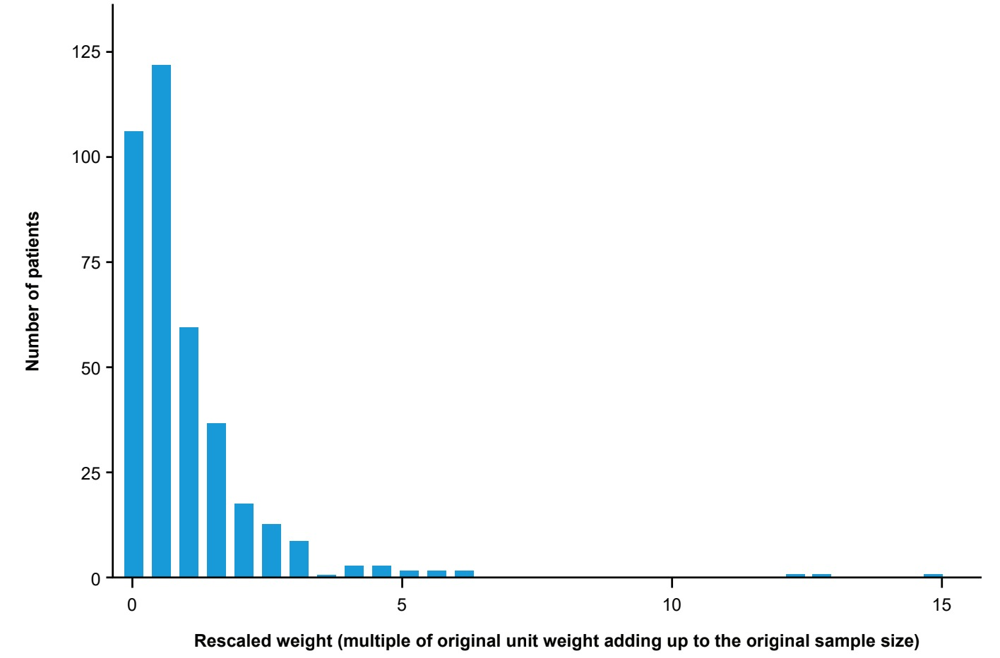 Number of patients
125
100
75
50
25
0
0 5 10 15
Rescaled weight (multiple of original unit weight adding up to the original sample size)